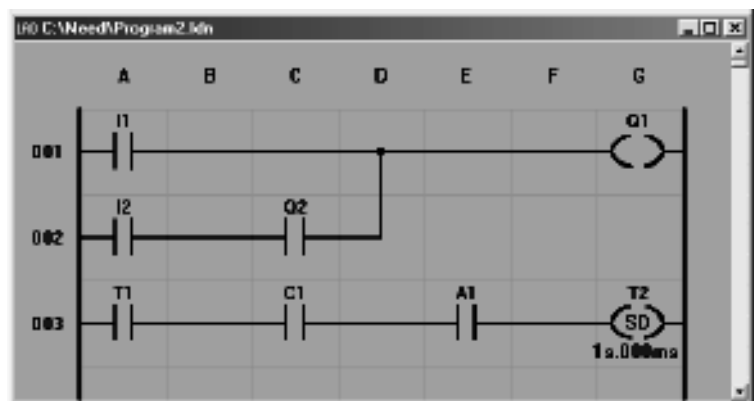 LAD C:\Need\Program2.ldn
A B C D E F G
I1 Q1
001
I2 Q2
002
T1 C1 A1 T2
003 SD
1s.000ms